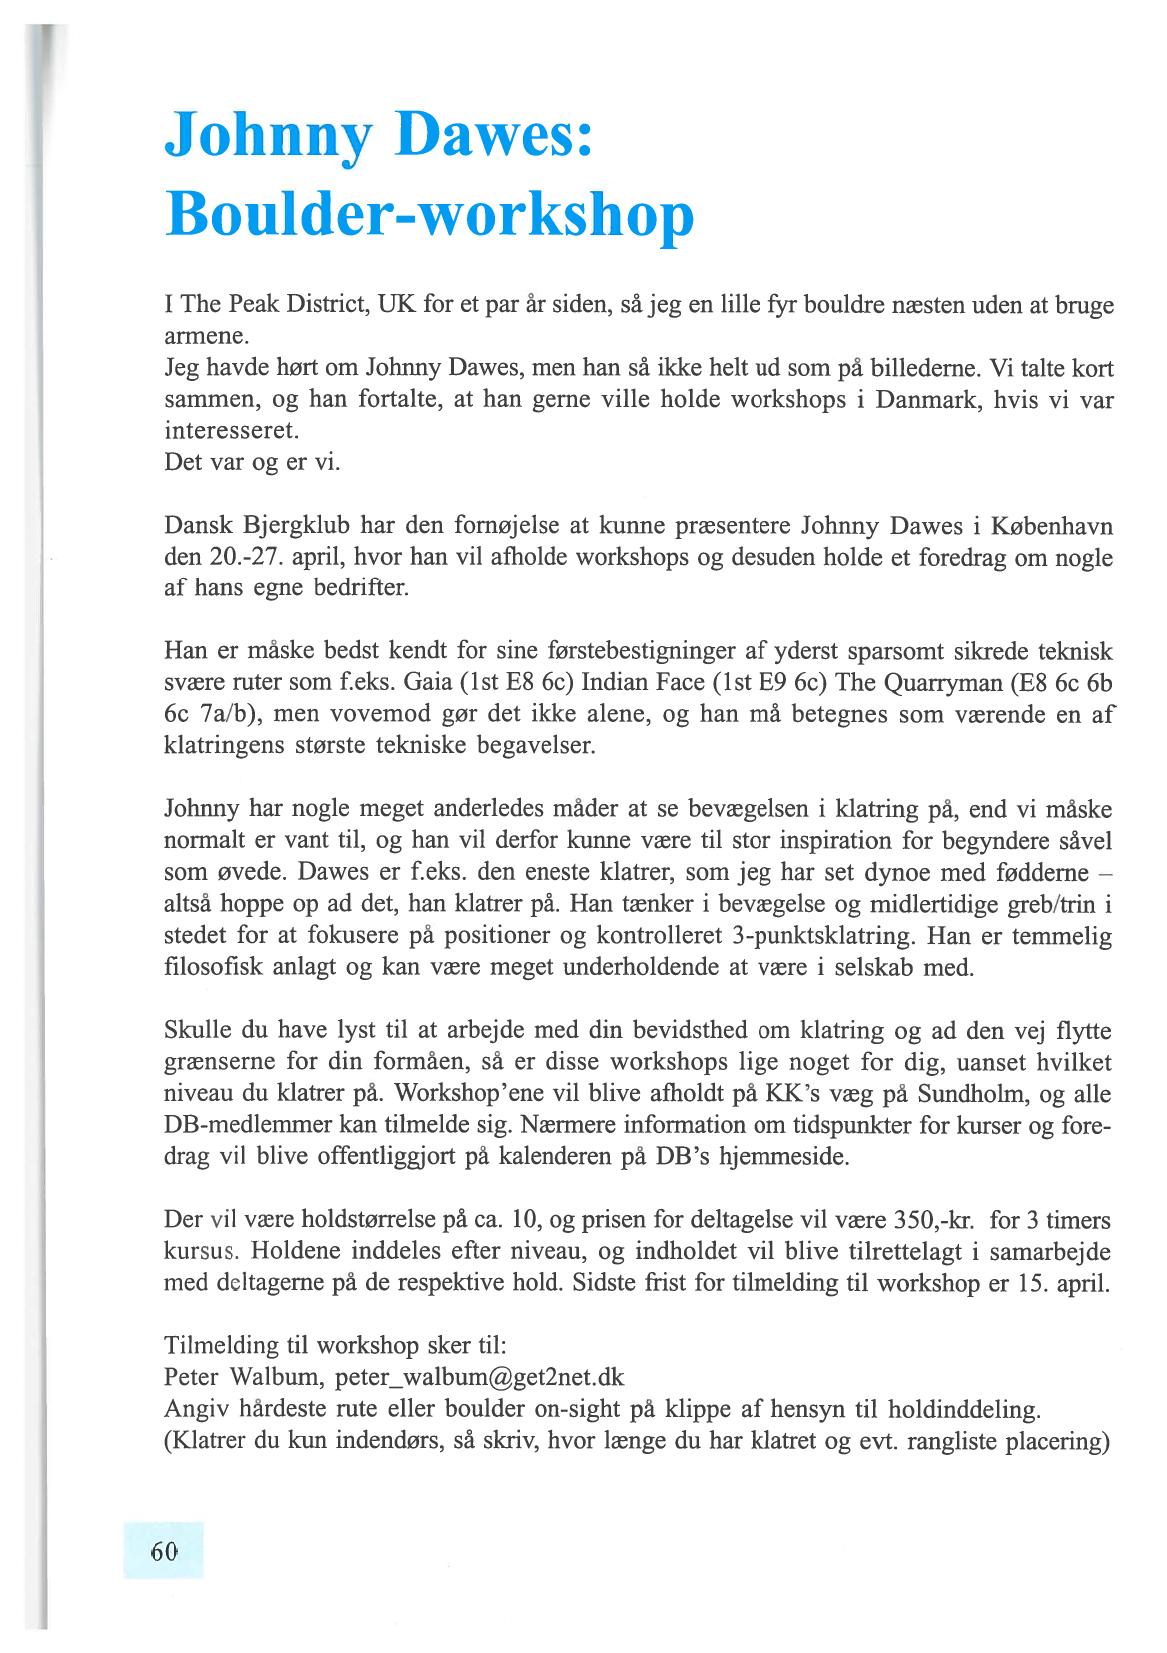 Johnny Dawes:
Boulder-workshop
I The Peak District, UK for et par år siden, så jeg en lille fyr bouldre næsten uden at bruge
armene.
Jeg havde hørt om Johnny Dawes, men han så ikke helt ud som på billederne. Vi talte kort
sammen, og han fortalte, at han gerne ville holde workshops i Danmark, hvis vi var
interesseret.
Det var og er vi.
Dansk Bjergklub har den fornøjelse at kunne præsentere Johnny Dawes i København
den 20.-27. april, hvor han vil afholde workshops og desuden holde et foredrag om nogle
af hans egne bedrifter.
Han er måske bedst kendt for sine førstebestigninger af yderst sparsomt sikrede teknisk
svære ruter som f.eks. Gaia (1st E8 6c) Indian Face (1st E9 6c) The Quarryman (E8 6c 6b
6c 7a/b), men vovemod gør det ikke alene, og han må betegnes som værende en af
klatringens største tekniske begavelser.
Johnny har nogle meget anderledes måder at se bevægelsen i klatring på, end vi måske
normalt er vant til, og han vil derfor kunne være til stor inspiration for begyndere såvel
som øvede. Dawes er f.eks. den eneste klatrer, som jeg har set dynoe med fødderne –
altså hoppe op ad det, han klatrer på. Han tænker i bevægelse og midlertidige greb/trin i
stedet for at fokusere på positioner og kontrolleret 3-punktsklatring. Han er temmelig
filosofisk anlagt og kan være meget underholdende at være i selskab med.
Skulle du have lyst til at arbejde med din bevidsthed om klatring og ad den vej flytte
grænserne for din formåen, så er disse workshops lige noget for dig, uanset hvilket
niveau du klatrer på. Workshop’ene vil blive afholdt på KK’s væg på Sundholm, og alle
DB-medlemmer kan tilmelde sig. Nærmere information om tidspunkter for kurser og fore-
drag vil blive offentliggjort på kalenderen på DB’s hjemmeside.
Der vil være holdstørrelse på ca. 10, og prisen for deltagelse vil være 350,-kr. for 3 timers
kursus. Holdene inddeles efter niveau, og indholdet vil blive tilrettelagt i samarbejde
med deltagerne på de respektive hold. Sidste frist for tilmelding til workshop er 15. april.
Tilmelding til workshop sker til:
Peter Walbum, peter_walbum@get2net.dk
Angiv hårdeste rute eller boulder on-sight på klippe af hensyn til holdinddeling.
(Klatrer du kun indendørs, så skriv, hvor længe du har klatret og evt. rangliste placering)
60